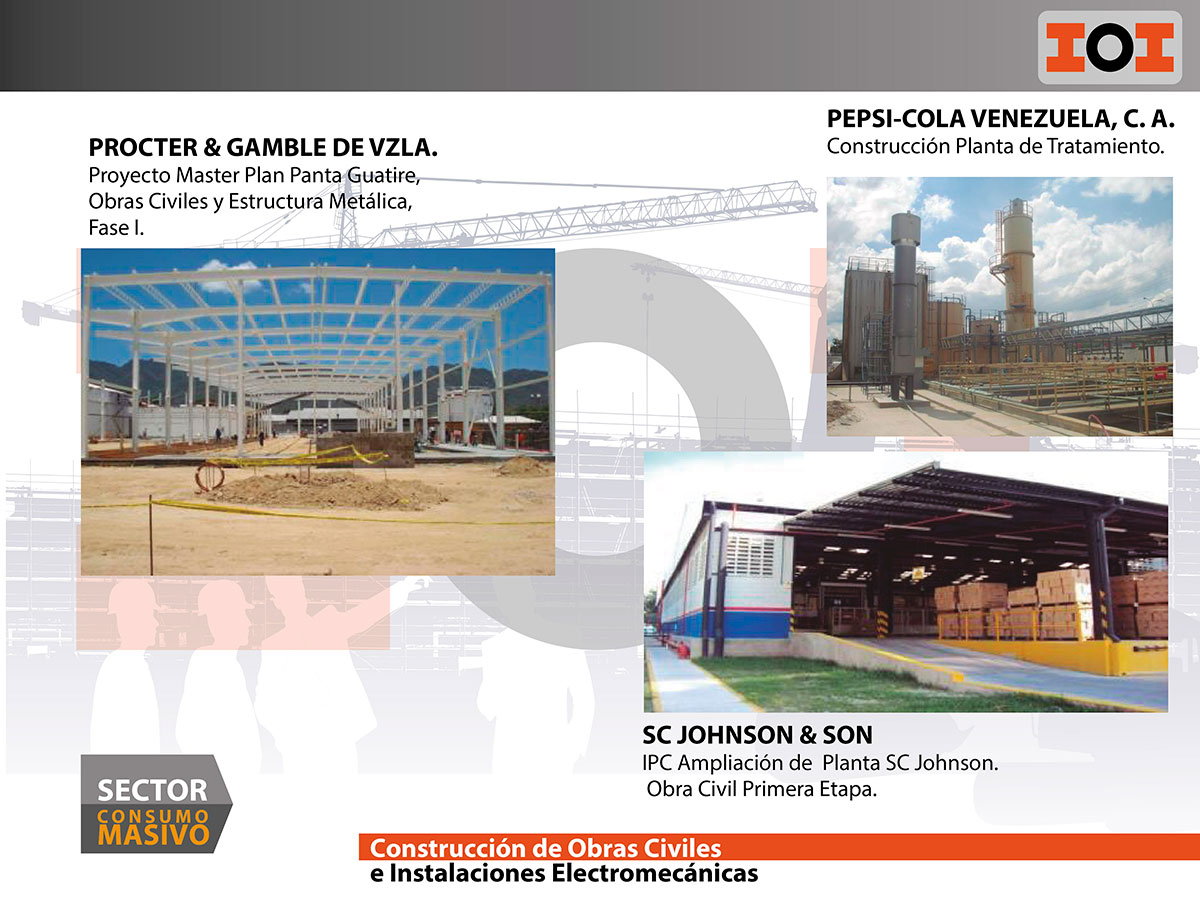 IOI
PROCTER & GAMBLE DE VZLA.
Proyecto Master Plan Panta Guatire,
Obras Civiles y Estructura Metálica,
Fase I.
PEPSI-COLA VENEZUELA, C. A.
Construcción Planta de Tratamiento.
SC JOHNSON & SON
IPC Ampliación de Planta SC Johnson.
Obra Civil Primera Etapa.
SECTOR
CONSUMO
MASIVO
Construcción de Obras Civiles
e Instalaciones Electromecánicas